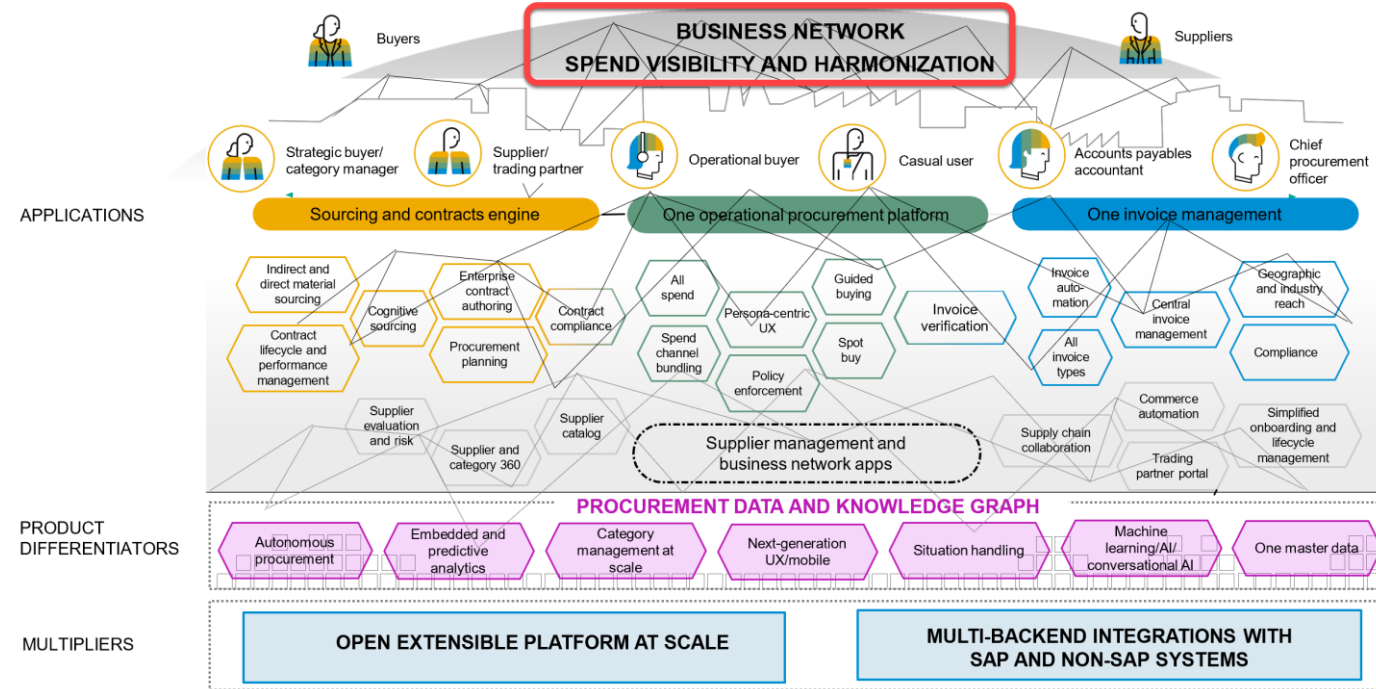 BUSINESS NETWORK
SPEND VISIBILITY AND HARMONIZATION
Buyers
Suppliers
Strategic buyer/
category manager
Supplier/
trading partner
Operational buyer
Casual user
Accounts payables
accountant
Chief
procurement
officer
APPLICATIONS
Sourcing and contracts engine
One operational procurement platform
One invoice management
Indirect and
direct material
sourcing
Contract
lifecycle and
performance
management
Cognitive
sourcing
Enterprise
contract
authoring
Procurement
planning
Contract
compliance
All
spend
Spend
channel
bundling
Persona-centric
UX
Policy
enforcement
Guided
buying
Spot
buy
Invoice
verification
Invoice
auto-
mation
All
invoice
types
Central
invoice
management
Geographic
and industry
reach
Compliance
Supplier
evaluation
and risk
Supplier and
category 360
Supplier
catalog
Supplier management and
business network apps
Supply chain
collaboration
Commerce
automation
Trading
partner portal
Simplified
onboarding and
lifecycle
management
PRODUCT
DIFFERENTIATORS
PROCUREMENT DATA AND KNOWLEDGE GRAPH
Autonomous
procurement
Embedded and
predictive
analytics
Category
management at
scale
Next-generation
UX/mobile
Situation handling
Machine
learning/AI/
conversational AI
One master data
MULTIPLIERS
OPEN EXTENSIBLE PLATFORM AT SCALE
MULTI-BACKEND INTEGRATIONS WITH
SAP AND NON-SAP SYSTEMS